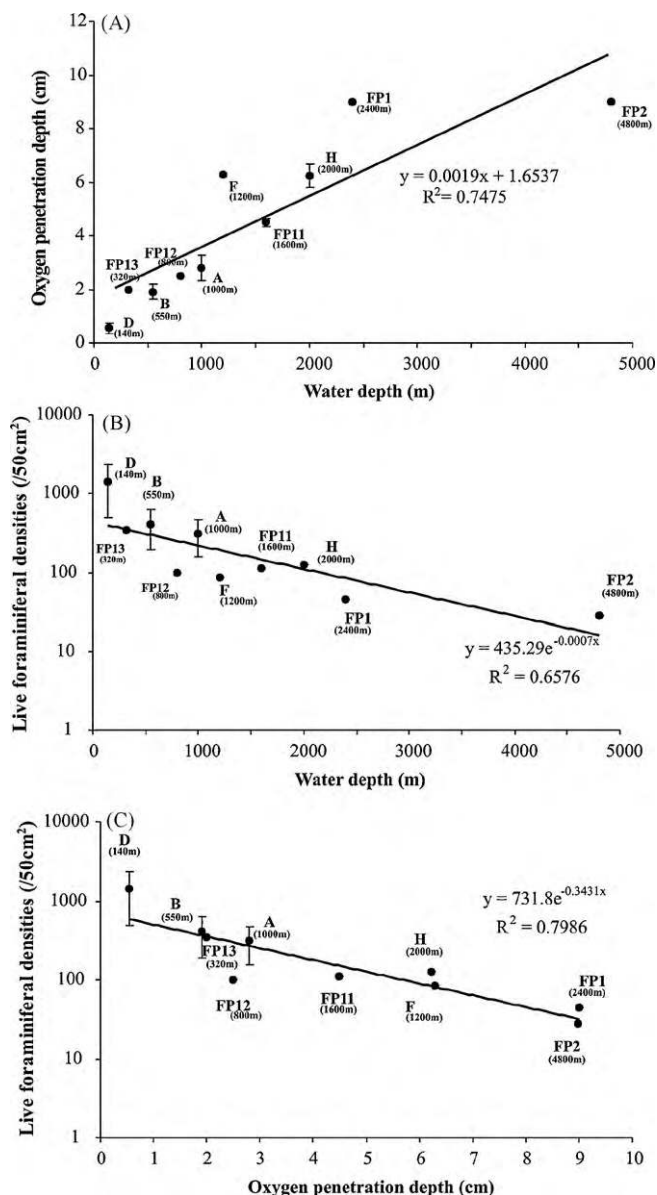 (A)
12
10
8
6
4
2
0
Oxygen penetration depth (cm)
FP1
(2400m)
FP2
(4800m)
H
(2000m)
F
(1200m)
y = 0.0019x + 1.6537
R² = 0.7475
FP11
(1600m)
FP12
(800m)
FP13
(320m)
A
(1000m)
B
(550m)
D
(140m)
0 1000 2000 3000 4000 5000
Water depth (m)
(B)
10000
1000
100
10
1
Live foraminiferal densities (/50cm²)
D
(140m)
B
(550m)
A
(1000m)
FP11
(1600m)
H
(2000m)
FP13
(320m)
FP12
(800m)
F
(1200m)
FP1
(2400m)
FP2
(4800m)
y = 435.29e^-0.0007x
R² = 0.6576
0 1000 2000 3000 4000 5000
Water depth (m)
(C)
10000
1000
100
10
1
Live foraminiferal densities (/50cm²)
D
(140m)
B
(550m)
A
(1000m)
FP13
(320m)
FP12
(800m)
FP11
(1600m)
H
(2000m)
F
(1200m)
FP1
(2400m)
FP2
(4800m)
y = 731.8e^-0.3431x
R² = 0.7986
0 1 2 3 4 5 6 7 8 9 10
Oxygen penetration depth (cm)